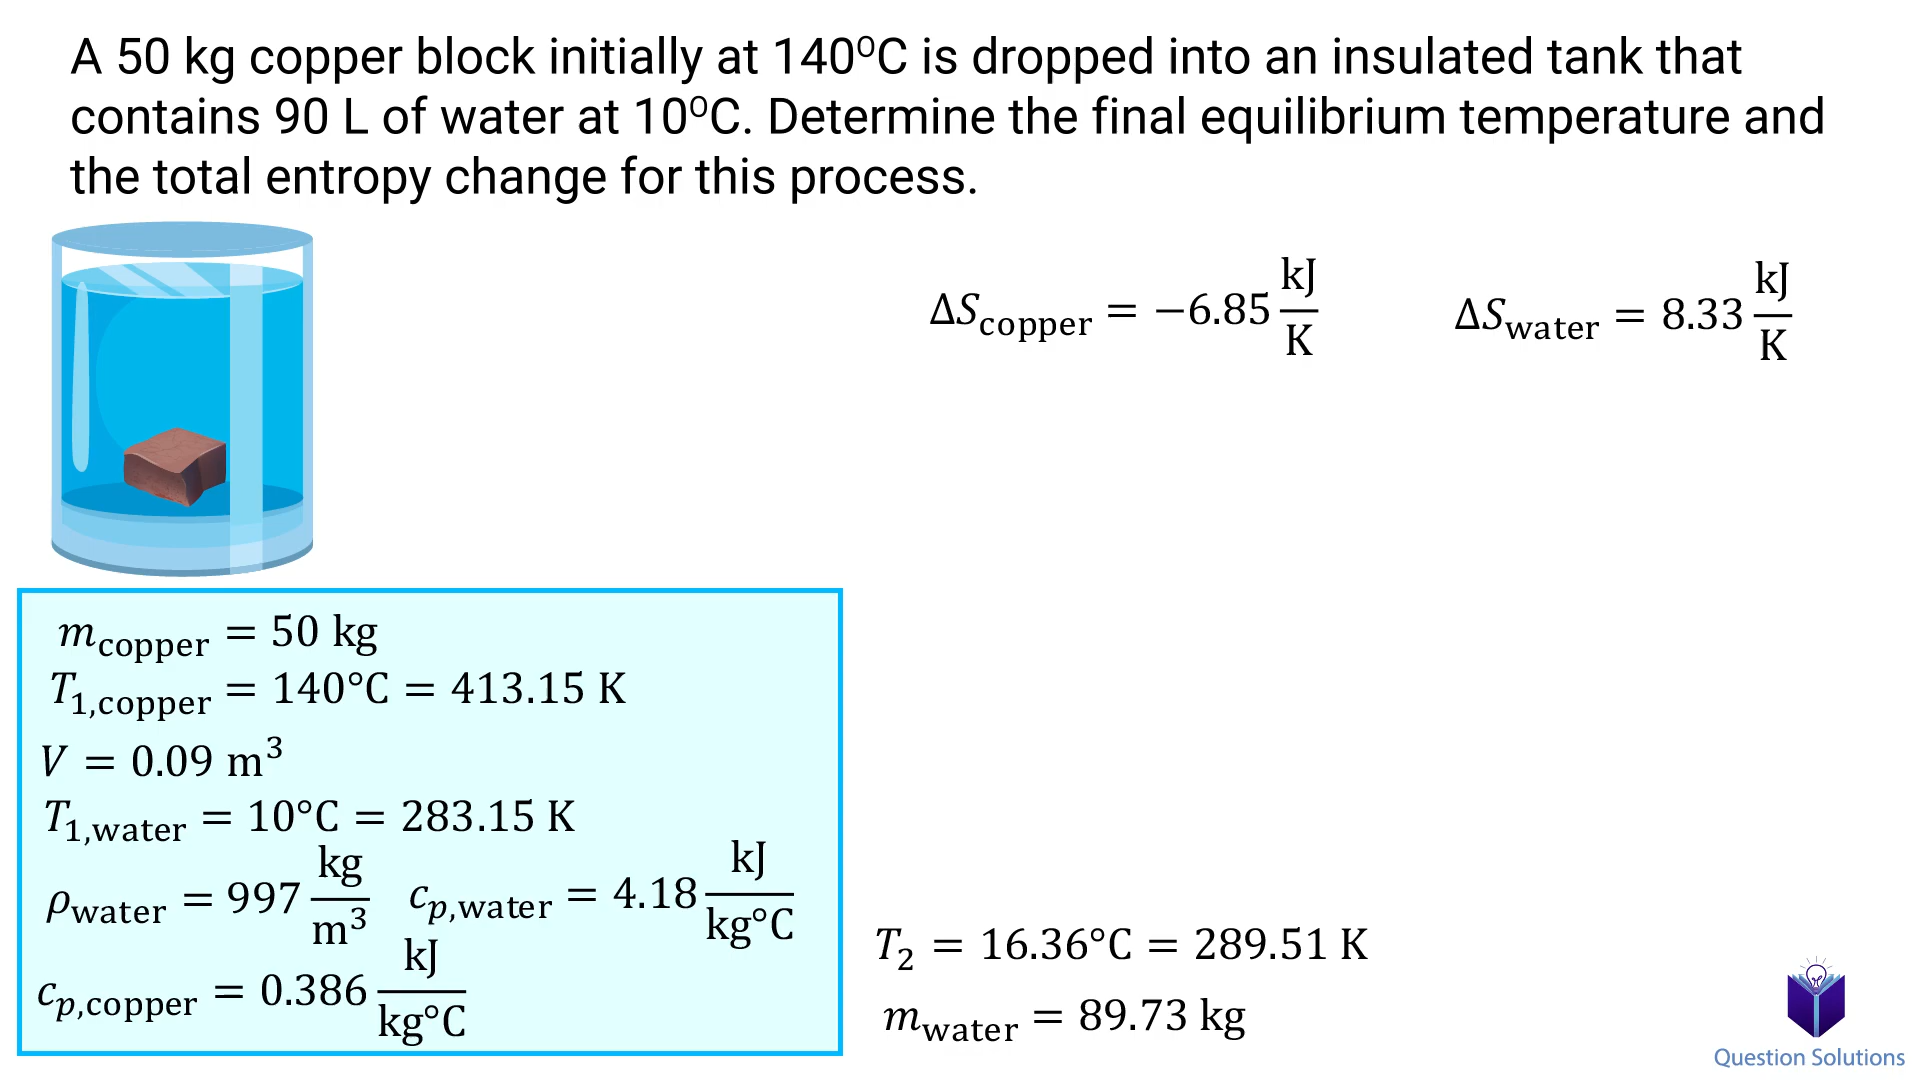 A 50 kg copper block initially at 140⁰C is dropped into an insulated tank that
contains 90 L of water at 10⁰C. Determine the final equilibrium temperature and
the total entropy change for this process.
ΔS_copper = −6.85 kJ/K
ΔS_water = 8.33 kJ/K
m_copper = 50 kg
T_1,copper = 140°C = 413.15 K
V = 0.09 m³
T_1,water = 10°C = 283.15 K
ρ_water = 997 kg/m³
c_p,water = 4.18 kJ/kg°C
c_p,copper = 0.386 kJ/kg°C
T_2 = 16.36°C = 289.51 K
m_water = 89.73 kg
Question Solutions